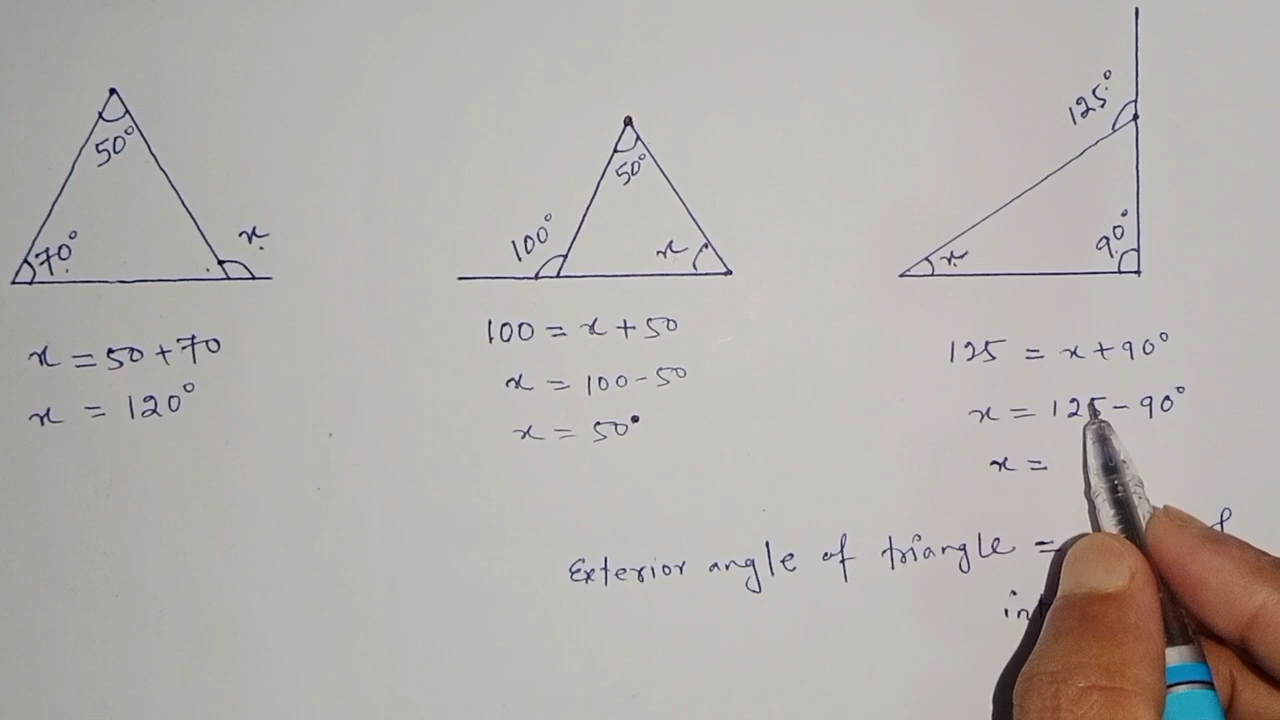 50°
70°
x
x = 50 + 70
x = 120°
50°
100°
x
100 = x + 50
x = 100 - 50
x = 50°
125°
90°
x
125 = x + 90°
x = 125 - 90°
x =
Exterior angle of triangle =